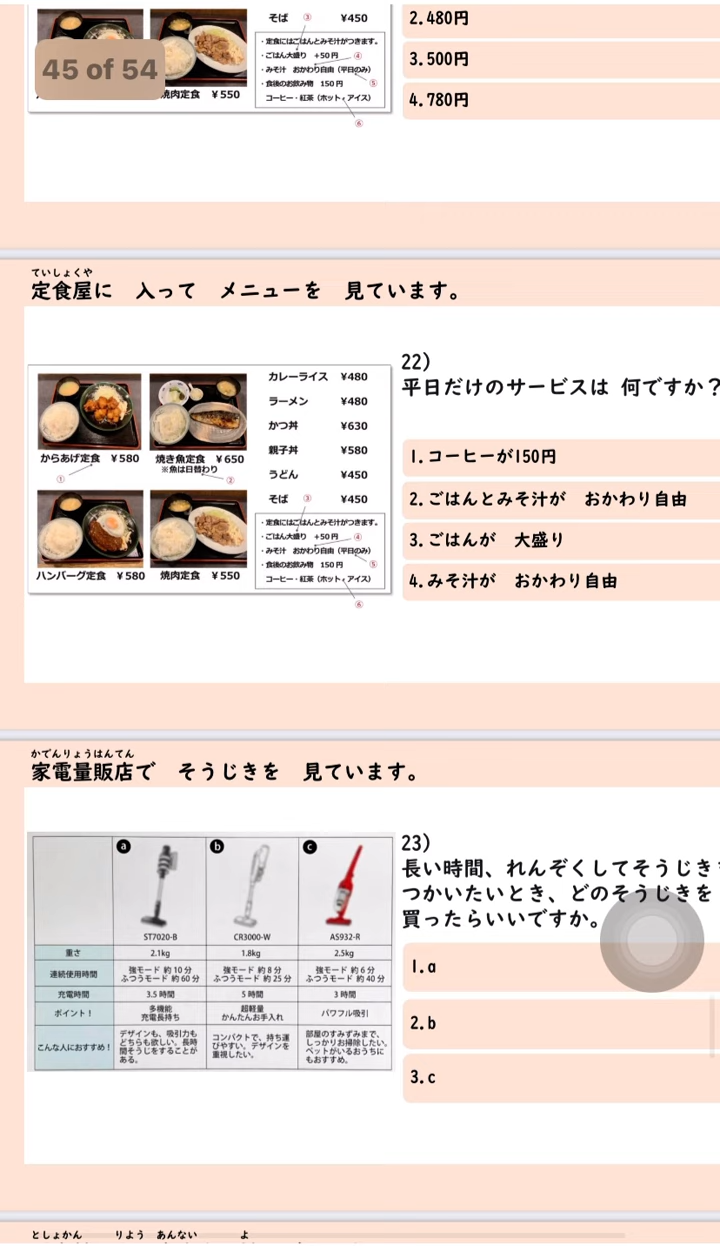 そば ③ ¥450
・定食にはごはんとみそ汁がつきます。
・ごはん大盛り +50円 ④
・みそ汁 おかわり自由（平日のみ）
・食後のお飲み物 150円 ⑤
コーヒー・紅茶（ホット・アイス）
⑥
45 of 54
焼肉定食 ¥550
2.480円
3.500円
4.780円
ていしょくや
定食屋に 入って メニューを 見ています。
からあげ定食 ¥580
①
焼き魚定食 ¥650
※魚は日替わり
②
ハンバーグ定食 ¥580
焼肉定食 ¥550
カレーライス ¥480
ラーメン ¥480
かつ丼 ¥630
親子丼 ¥580
うどん ¥450
そば ③ ¥450
・定食にはごはんとみそ汁がつきます。
・ごはん大盛り +50円 ④
・みそ汁 おかわり自由（平日のみ）
・食後のお飲み物 150円 ⑤
コーヒー・紅茶（ホット・アイス）
⑥
22)
平日だけのサービスは 何ですか?
1.コーヒーが150円
2.ごはんとみそ汁が おかわり自由
3.ごはんが 大盛り
4.みそ汁が おかわり自由
かでんりょうはんてん
家電量販店で そうじきを 見ています。
a b c
ST7020-B CR3000-W AS932-R
重さ 2.1kg 1.8kg 2.5kg
連続使用時間 強モード 約10分 ふつうモード 約60分 強モード 約8分 ふつうモード 約25分 強モード 約6分 ふつうモード 約40分
充電時間 3.5時間 5時間 3時間
ポイント！ 多機能 充電長持ち 超軽量 かんたんお手入れ パワフル吸引
こんな人におすすめ！ デザインも、吸引力もどちらも欲しい。長時間そうじをすることがある。 コンパクトで、持ち運びやすい。デザインを重視したい。 部屋のすみずみまで、しっかりお掃除したい。ペットがいるおうちにもおすすめ。
23)
長い時間、れんぞくしてそうじき
つかいたいとき、どのそうじきを
買ったらいいですか。
1.a
2.b
3.c
としょかん りよう あんない よ